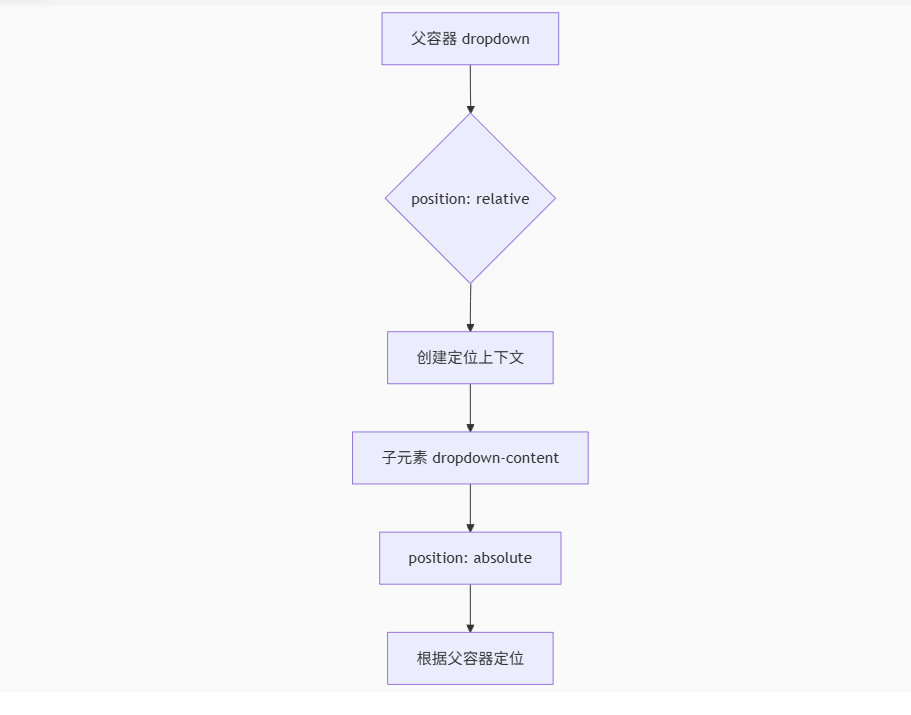 父容器 dropdown
position: relative
创建定位上下文
子元素 dropdown-content
position: absolute
根据父容器定位